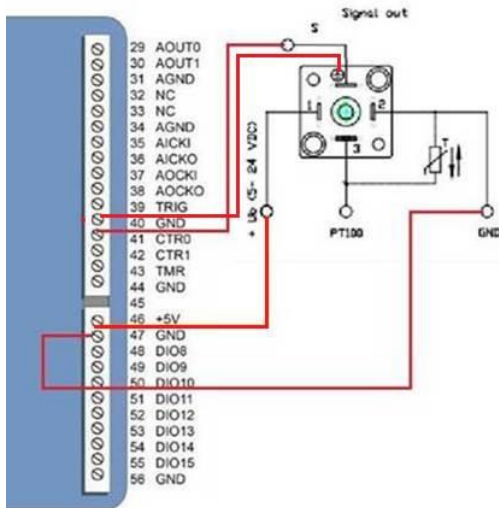 Signal out
S
29 AOUT0
30 AOUT1
31 AGND
32 NC
33 NC
34 AGND
35 AICKI
36 AICKO
37 AOCKI
38 AOCKO
39 TRIG
40 GND
41 CTR0
42 CTR1
43 TMR
44 GND
45
46 +5V
47 GND
48 DIO8
49 DIO9
50 DIO10
51 DIO11
52 DIO12
53 DIO13
54 DIO14
55 DIO15
56 GND
1
2
3
T
+ Ub (5- 24 VDC)
PT100
GND